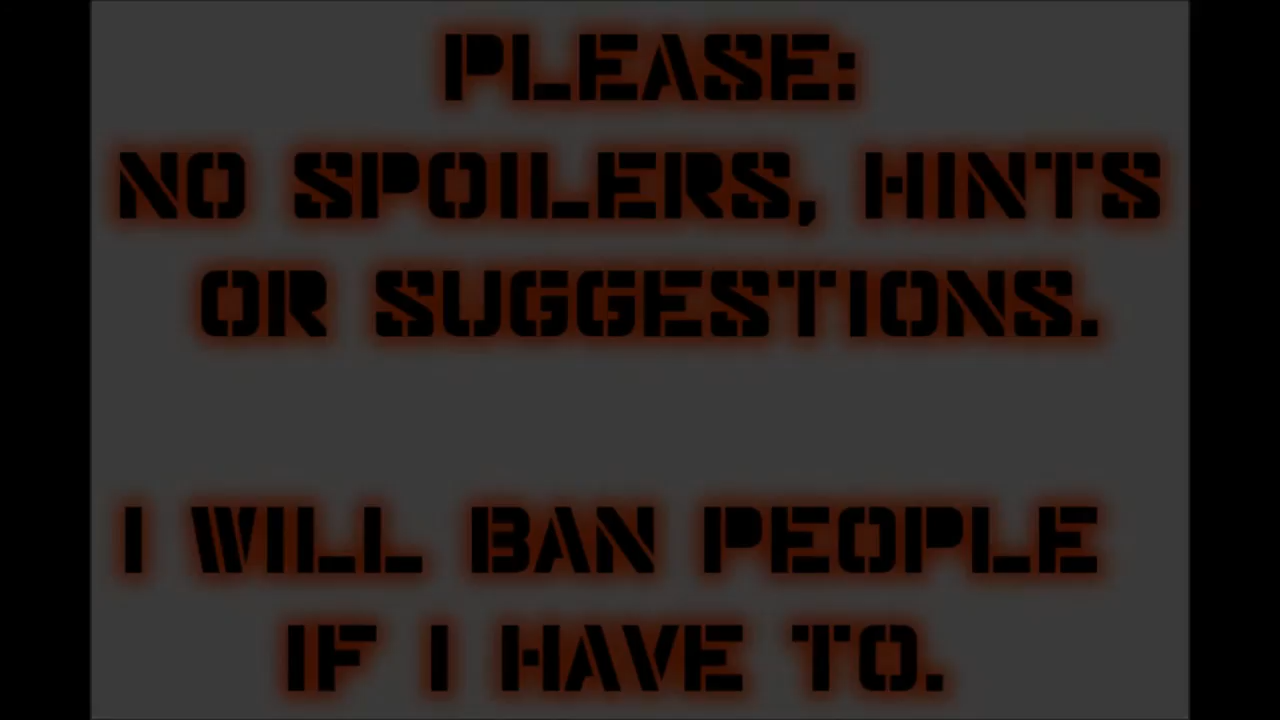 PLEASE:
NO SPOILERS, HINTS
OR SUGGESTIONS.
I WILL BAN PEOPLE
IF I HAVE TO.